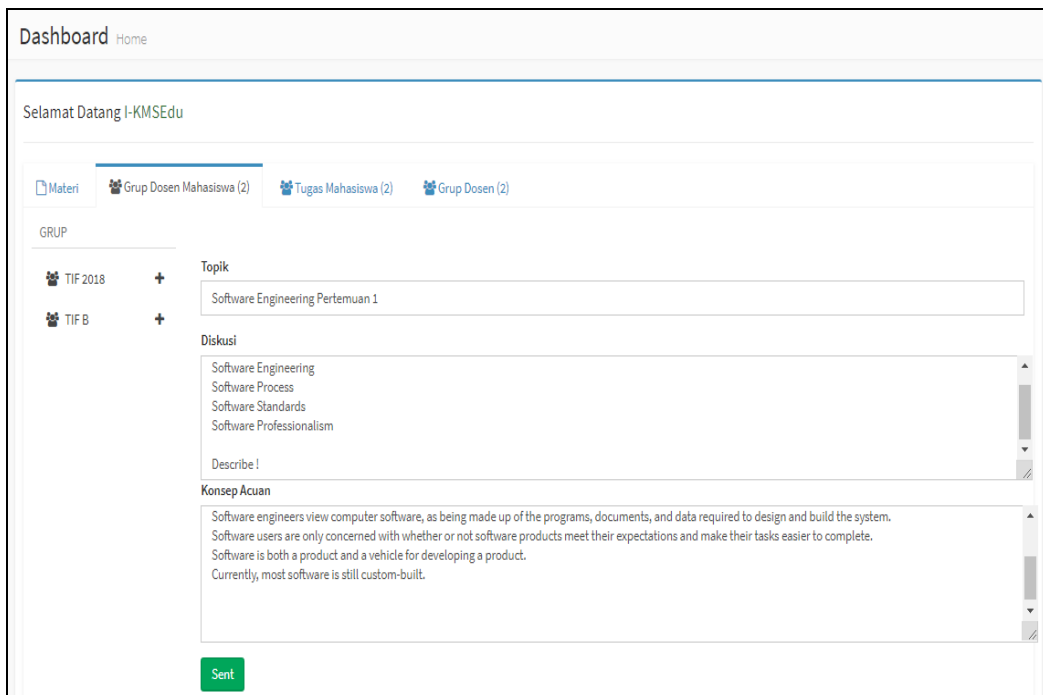 Dashboard Home
Selamat Datang I-KMSEdu
Materi Grup Dosen Mahasiswa (2) Tugas Mahasiswa (2) Grup Dosen (2)
GRUP
TIF 2018 +
TIF B +
Topik
Software Engineering Pertemuan 1
Diskusi
Software Engineering
Software Process
Software Standards
Software Professionalism
Describe !
Konsep Acuan
Software engineers view computer software, as being made up of the programs, documents, and data required to design and build the system.
Software users are only concerned with whether or not software products meet their expectations and make their tasks easier to complete.
Software is both a product and a vehicle for developing a product.
Currently, most software is still custom-built.
Sent